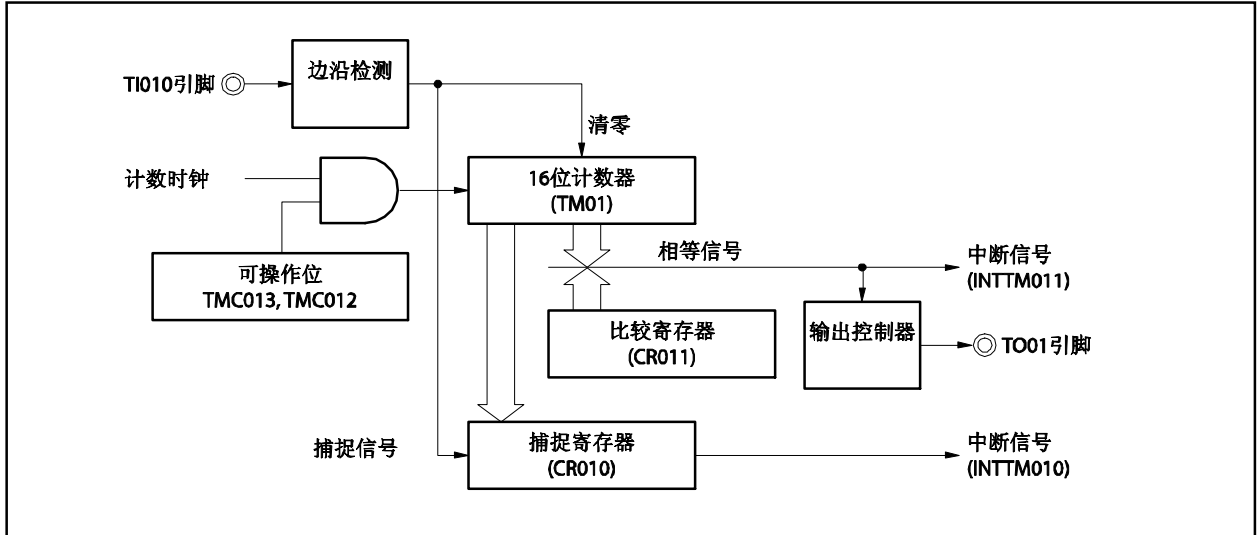 边沿检测
TI010引脚
清零
计数时钟
16位计数器
(TM01)
相等信号
中断信号
(INTTM011)
可操作位
TMC013, TMC012
比较寄存器
(CR011)
输出控制器
TO01引脚
捕捉信号
捕捉寄存器
(CR010)
中断信号
(INTTM010)